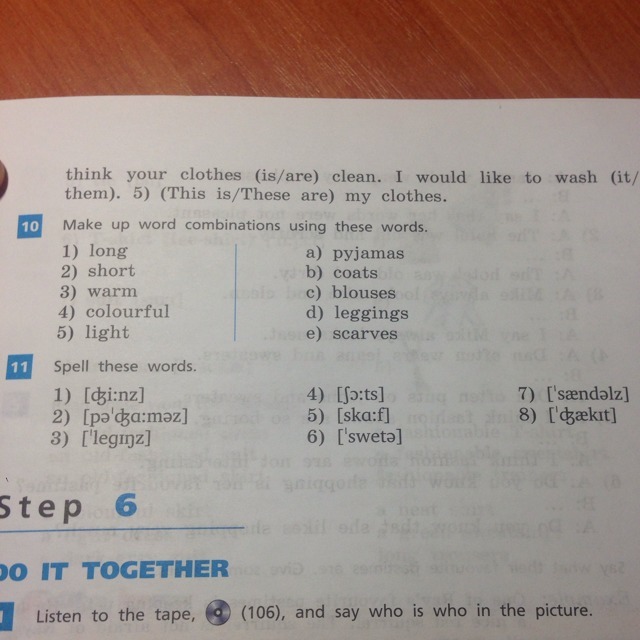 think your clothes (is/are) clean. I would like to wash (it/
them). 5) (This is/These are) my clothes.
10 Make up word combinations using these words.
1) long a) pyjamas
2) short b) coats
3) warm c) blouses
4) colourful d) leggings
5) light e) scarves
11 Spell these words.
1) [ʤi:nz] 4) [ʃɔ:ts] 7) [ˈsændəlz]
2) [pəˈʤɑ:məz] 5) [skɑ:f] 8) [ˈʤækɪt]
3) [ˈlegɪŋz] 6) [ˈswetə]
Step 6
DO IT TOGETHER
1 Listen to the tape, (106), and say who is who in the picture.